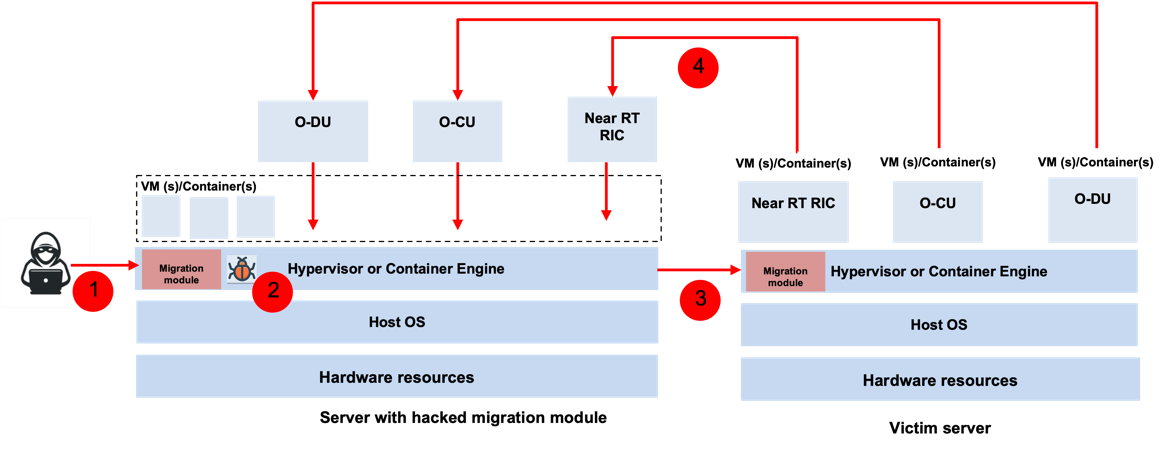 4
O-DU
O-CU
Near RT
RIC
VM (s)/Container(s)
VM (s)/Container(s)
VM (s)/Container(s)
VM (s)/Container(s)
Near RT RIC
O-CU
O-DU
1
Migration
module
2
Hypervisor or Container Engine
3
Migration
module
Hypervisor or Container Engine
Host OS
Host OS
Hardware resources
Hardware resources
Server with hacked migration module
Victim server